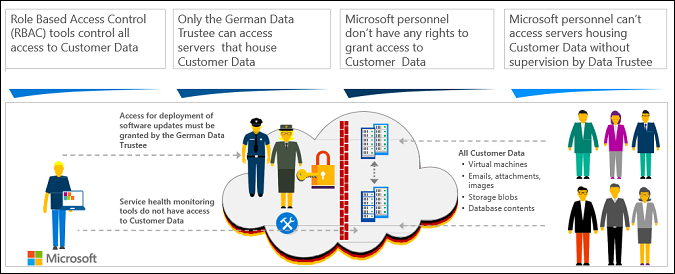 Role Based Access Control
(RBAC) tools control all
access to Customer Data
Only the German Data
Trustee can access
servers that house
Customer Data
Microsoft personnel
don't have any rights to
grant access to
Customer Data
Microsoft personnel can't
access servers housing
Customer Data without
supervision by Data Trustee
Access for deployment of
software updates must be
granted by the German Data
Trustee
Service health monitoring
tools do not have access
to Customer Data
All Customer Data
• Virtual machines
• Emails, attachments,
images
• Storage blobs
• Database contents
Microsoft